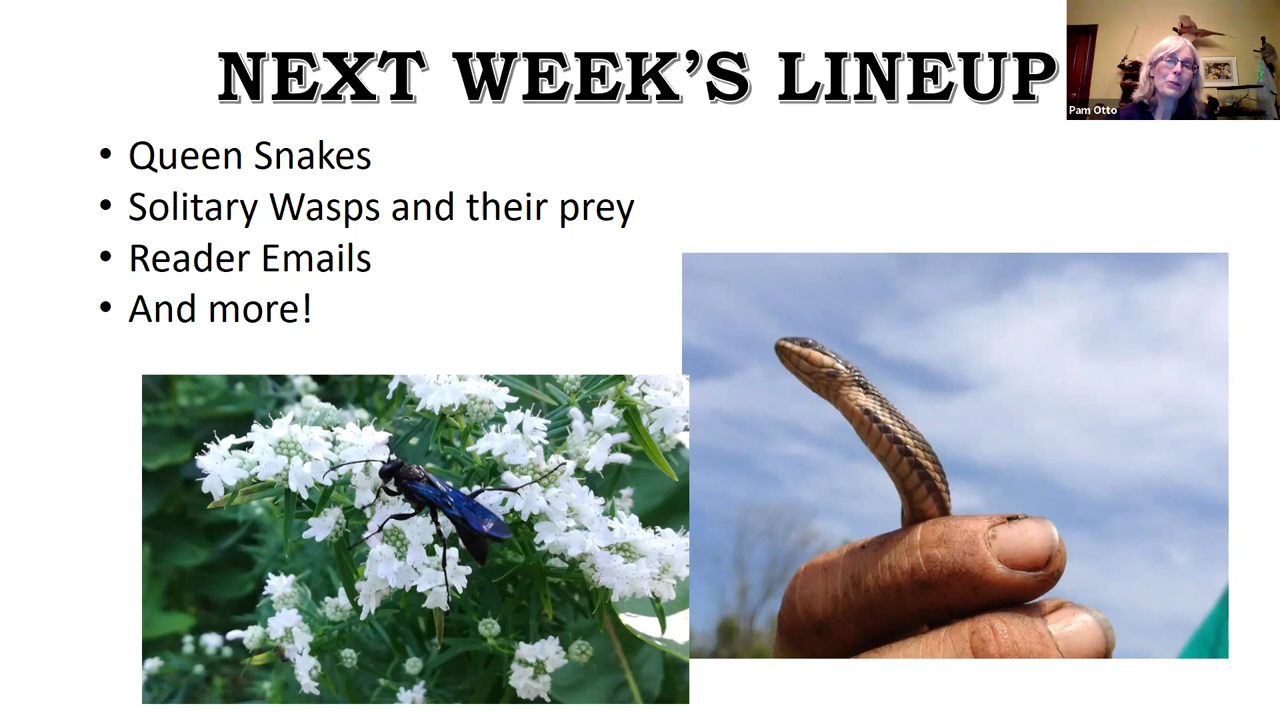 NEXT WEEK’S LINEUP
Pam Otto
• Queen Snakes
• Solitary Wasps and their prey
• Reader Emails
• And more!